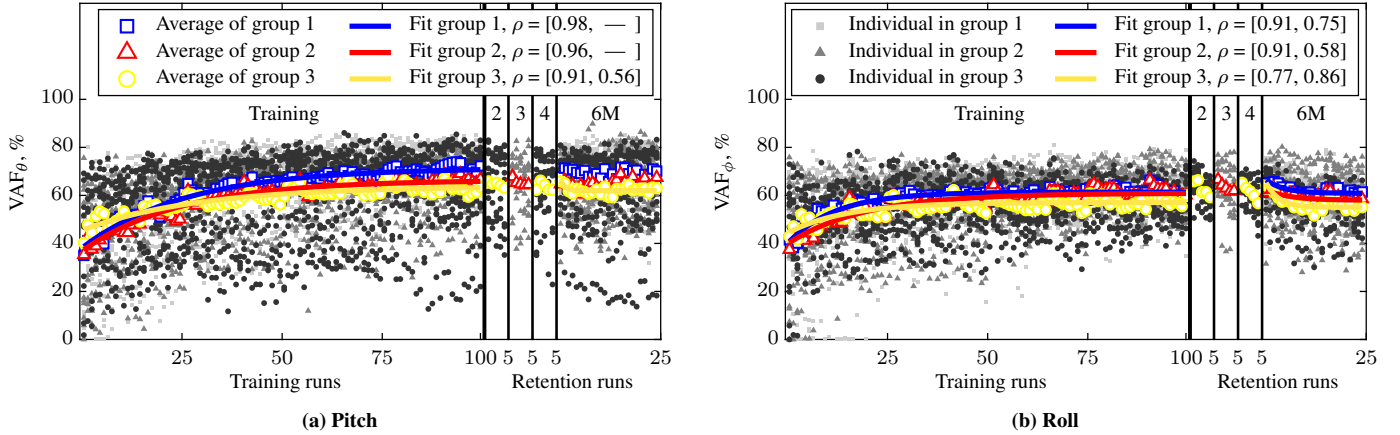 Average of group 1
Fit group 1, ρ = [0.98, — ]
Average of group 2
Fit group 2, ρ = [0.96, — ]
Average of group 3
Fit group 3, ρ = [0.91, 0.56]
100
80
60
40
20
0
VAFθ, %
Training
2
3
4
6M
25
50
75
100
5
5
5
25
Training runs
Retention runs
(a) Pitch
Individual in group 1
Fit group 1, ρ = [0.91, 0.75]
Individual in group 2
Fit group 2, ρ = [0.91, 0.58]
Individual in group 3
Fit group 3, ρ = [0.77, 0.86]
100
80
60
40
20
0
VAFϕ, %
Training
2
3
4
6M
25
50
75
100
5
5
5
25
Training runs
Retention runs
(b) Roll